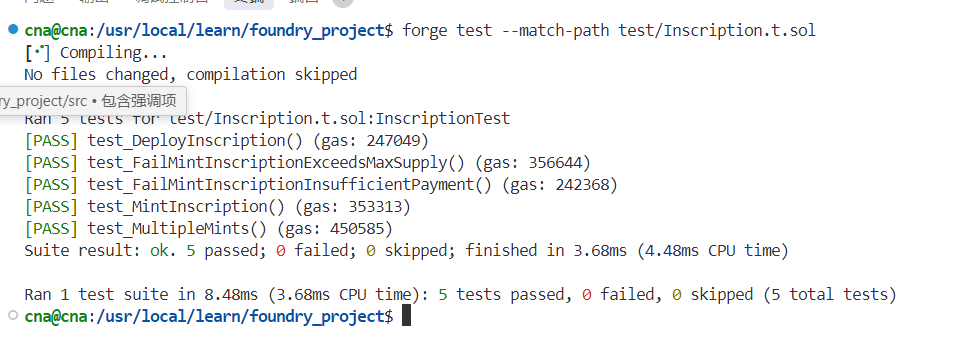 cna@cna:/usr/local/learn/foundry_project$ forge test --match-path test/Inscription.t.sol
[⠊] Compiling...
No files changed, compilation skipped
ry_project/src • 包含强调项
Ran 5 tests for test/Inscription.t.sol:InscriptionTest
[PASS] test_DeployInscription() (gas: 247049)
[PASS] test_FailMintInscriptionExceedsMaxSupply() (gas: 356644)
[PASS] test_FailMintInscriptionInsufficientPayment() (gas: 242368)
[PASS] test_MintInscription() (gas: 353313)
[PASS] test_MultipleMints() (gas: 450585)
Suite result: ok. 5 passed; 0 failed; 0 skipped; finished in 3.68ms (4.48ms CPU time)
Ran 1 test suite in 8.48ms (3.68ms CPU time): 5 tests passed, 0 failed, 0 skipped (5 total tests)
cna@cna:/usr/local/learn/foundry_project$